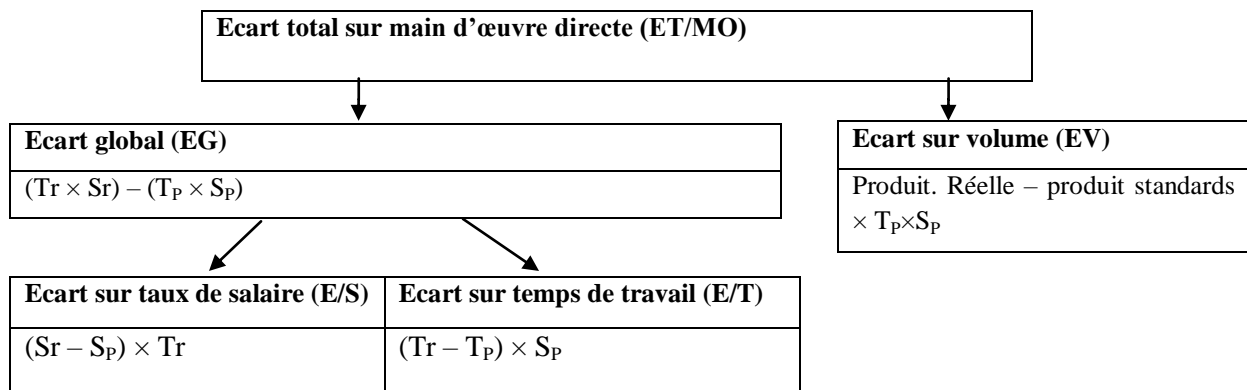 Ecart total sur main d’œuvre directe (ET/MO)
Ecart global (EG)
(Tr × Sr) – (TP × SP)
Ecart sur volume (EV)
Produit. Réelle – produit standards
× TP×SP
Ecart sur taux de salaire (E/S)
(Sr – SP) × Tr
Ecart sur temps de travail (E/T)
(Tr – TP) × SP